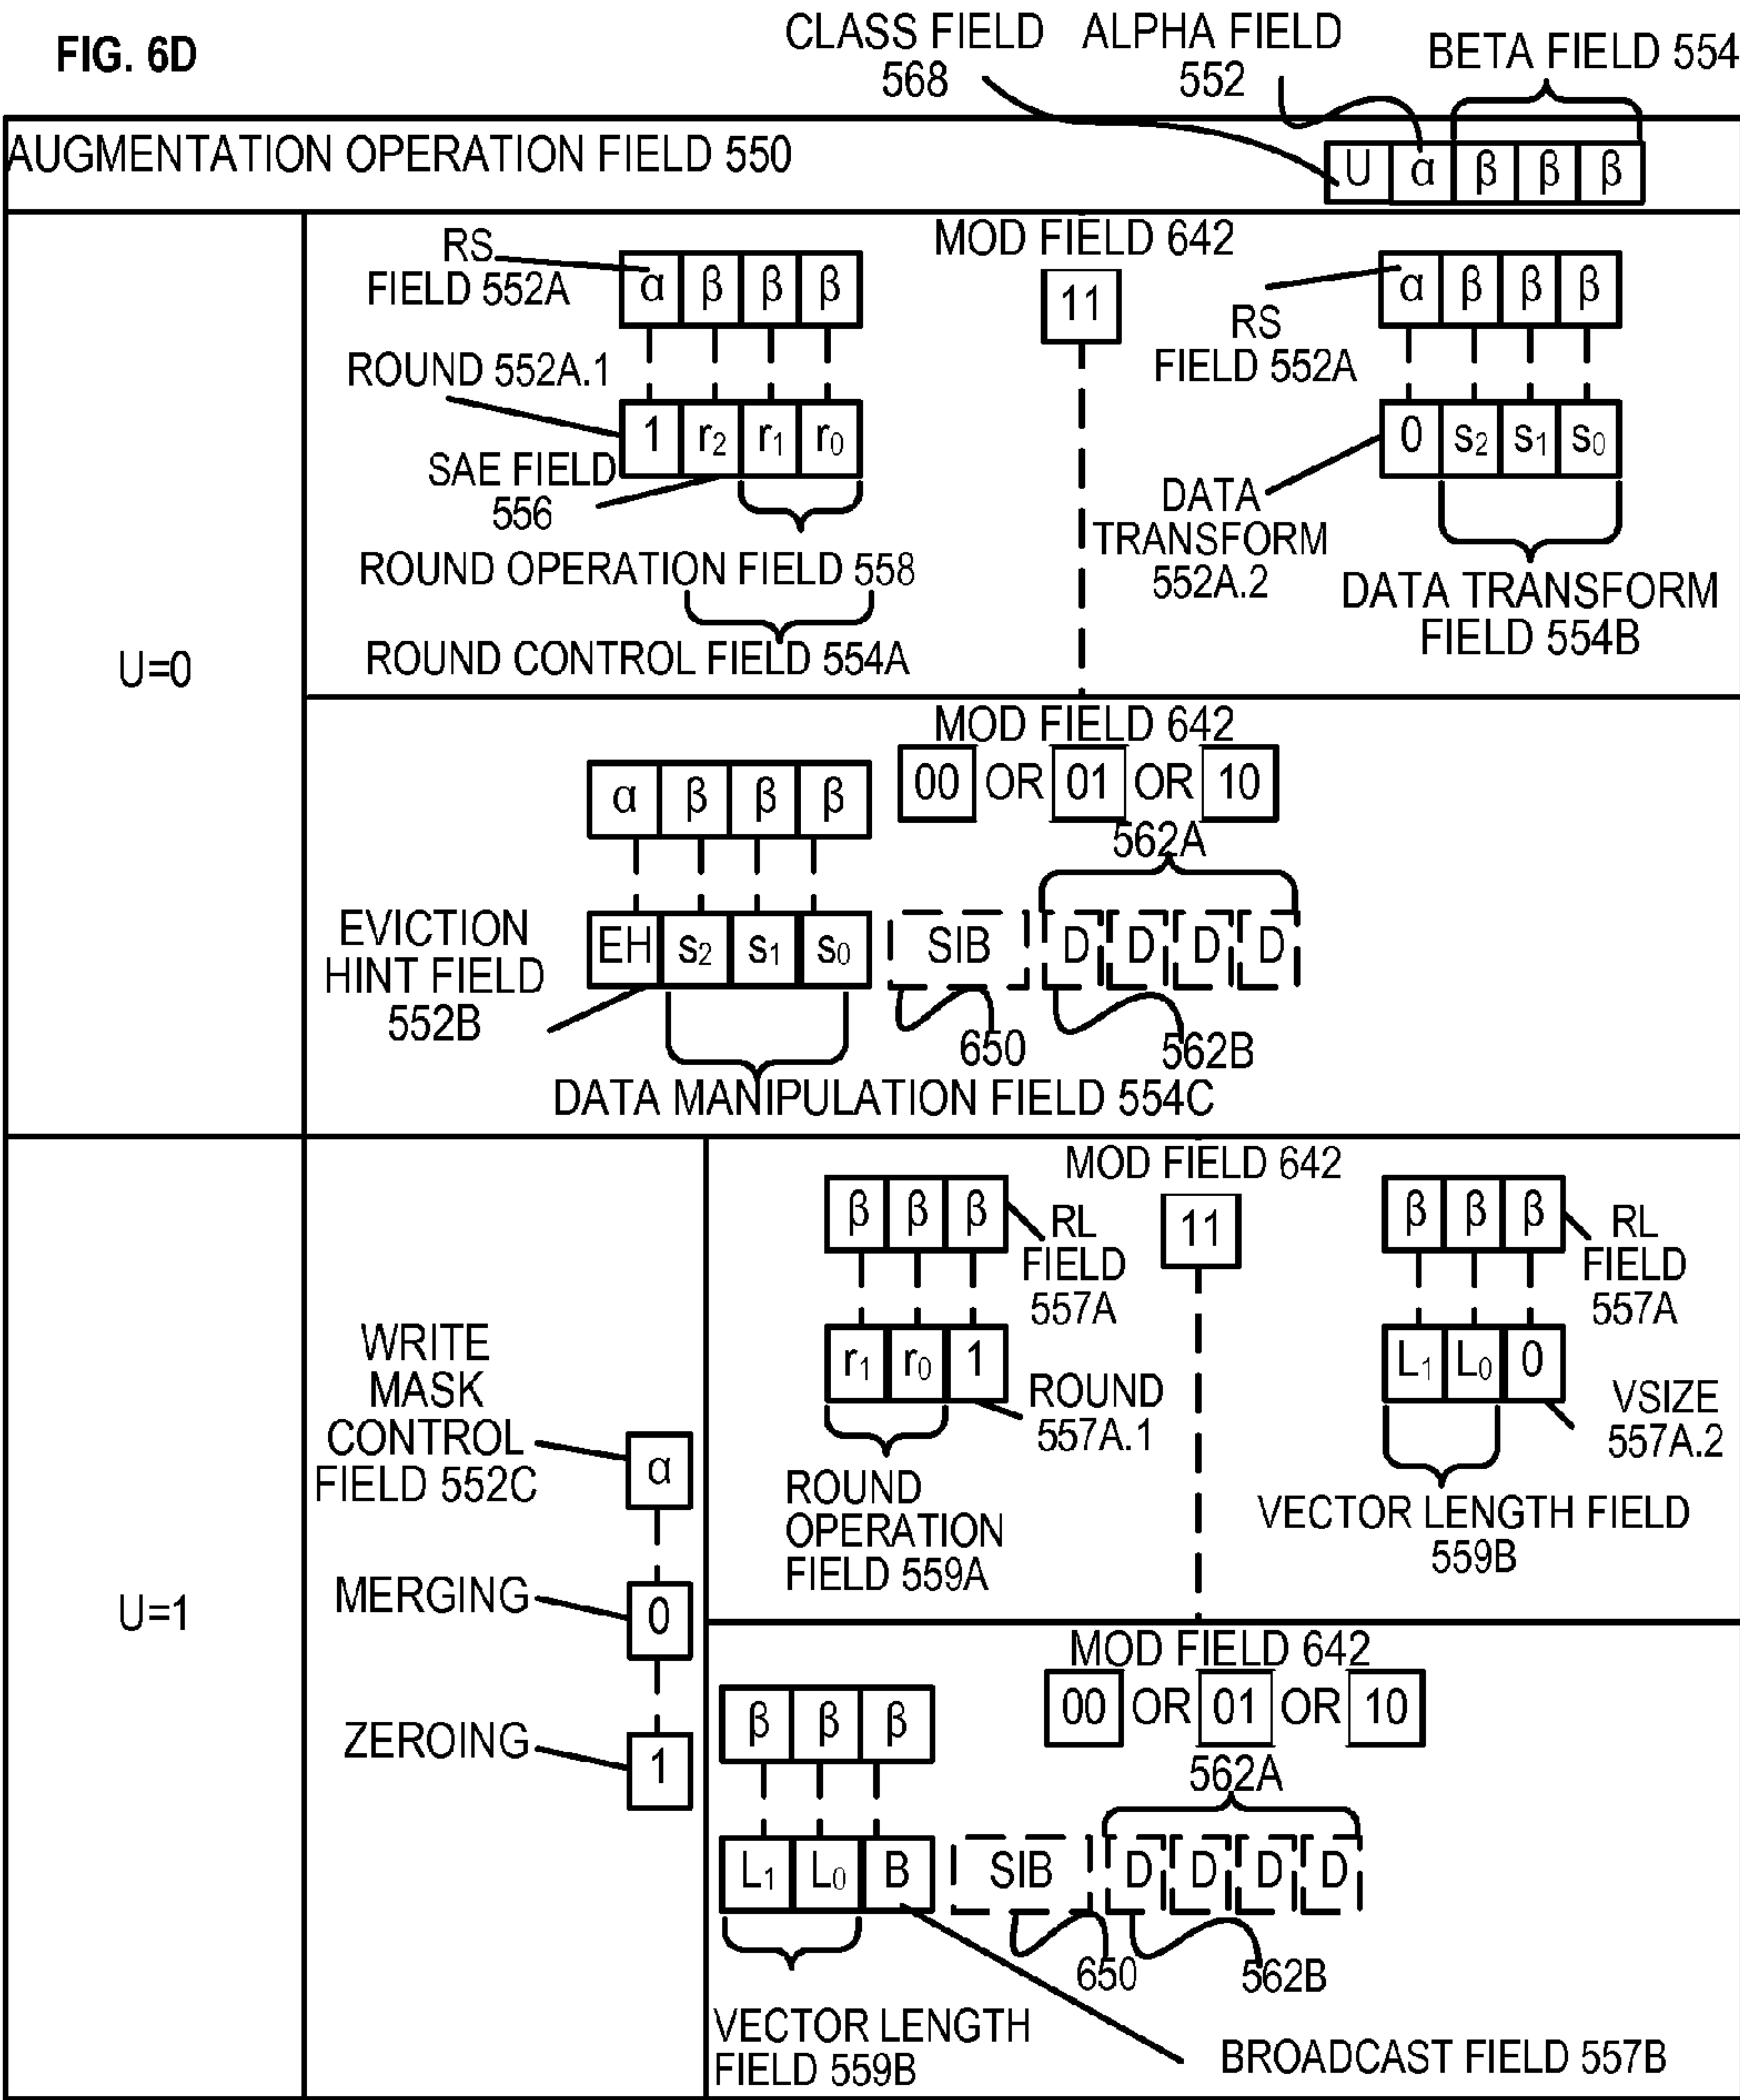 FIG. 6D
CLASS FIELD
568
ALPHA FIELD
552
BETA FIELD 554
AUGMENTATION OPERATION FIELD 550
U α β β β
U=0
MOD FIELD 642
11
RS
FIELD 552A
α β β β
ROUND 552A.1
1 r₂ r₁ r₀
SAE FIELD
556
ROUND OPERATION FIELD 558
ROUND CONTROL FIELD 554A
α β β β
RS
FIELD 552A
0 s₂ s₁ s₀
DATA
TRANSFORM
552A.2
DATA TRANSFORM
FIELD 554B
MOD FIELD 642
00 OR 01 OR 10
α β β β
562A
EVICTION
HINT FIELD
552B
EH s₂ s₁ s₀ SIB D D D D
650
562B
DATA MANIPULATION FIELD 554C
U=1
WRITE
MASK
CONTROL
FIELD 552C
α
MERGING
0
ZEROING
1
MOD FIELD 642
11
β β β
RL
FIELD
557A
r₁ r₀ 1
ROUND
557A.1
ROUND
OPERATION
FIELD 559A
β β β
RL
FIELD
557A
L₁ L₀ 0
VSIZE
557A.2
VECTOR LENGTH FIELD
559B
MOD FIELD 642
00 OR 01 OR 10
β β β
562A
L₁ L₀ B SIB D D D D
650
562B
VECTOR LENGTH
FIELD 559B
BROADCAST FIELD 557B